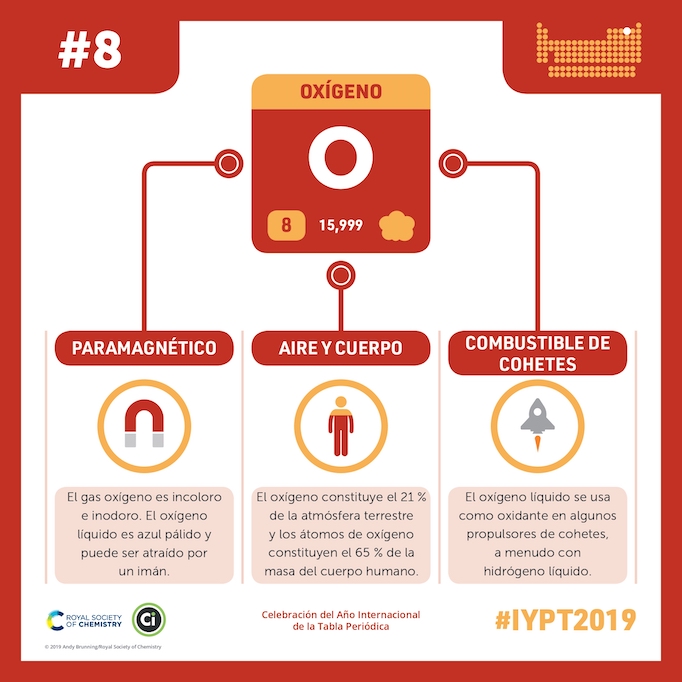 #8
OXÍGENO
O
8 15,999
PARAMAGNÉTICO
El gas oxígeno es incoloro
e inodoro. El oxígeno
líquido es azul pálido y
puede ser atraído por
un imán.
AIRE Y CUERPO
El oxígeno constituye el 21 %
de la atmósfera terrestre
y los átomos de oxígeno
constituyen el 65 % de la
masa del cuerpo humano.
COMBUSTIBLE DE
COHETES
El oxígeno líquido se usa
como oxidante en algunos
propulsores de cohetes,
a menudo con
hidrógeno líquido.
ROYAL SOCIETY
OF CHEMISTRY
Ci
Celebración del Año Internacional
de la Tabla Periódica
#IYPT2019
© 2019 Andy Brunning/Royal Society of Chemistry